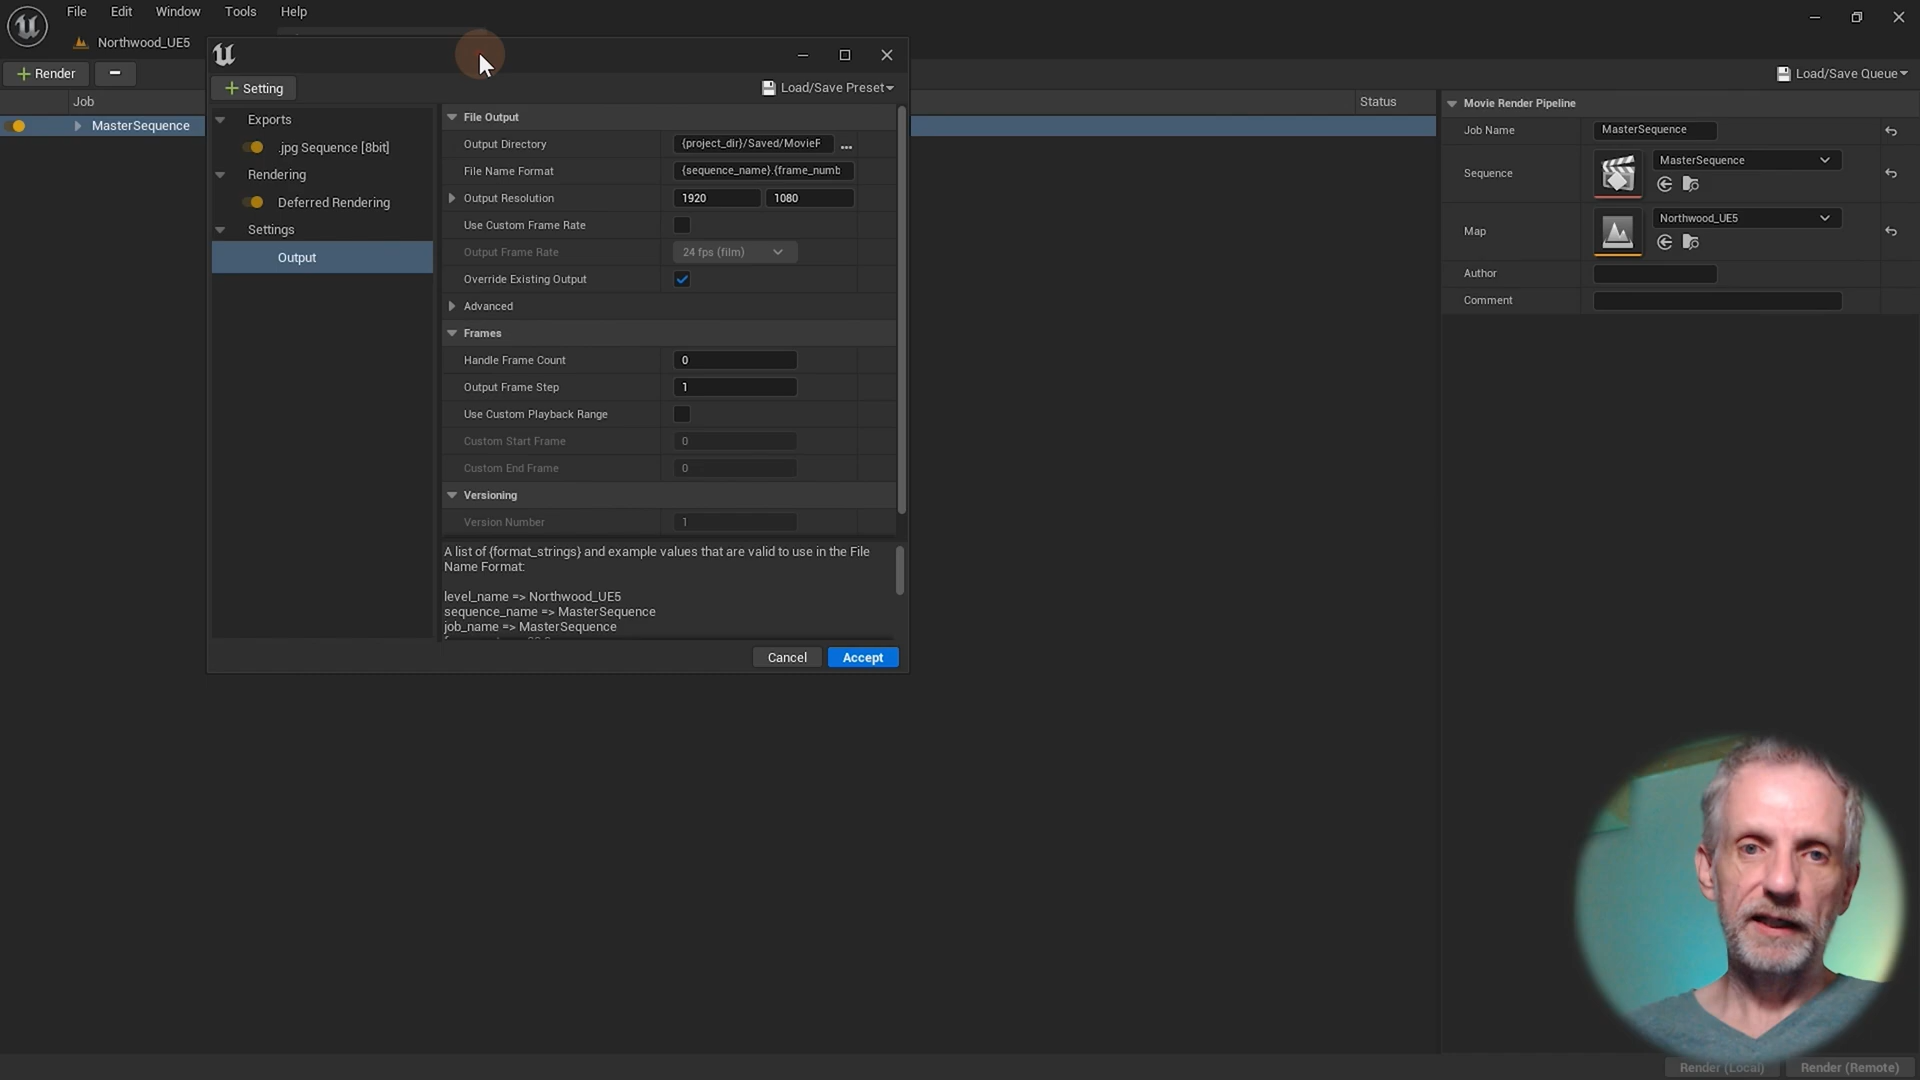 File Edit Window Tools Help
Northwood_UE5
Render
Load/Save Queue
Job
Status
MasterSequence
Setting
Load/Save Preset
Exports
.jpg Sequence [8bit]
Rendering
Deferred Rendering
Settings
Output
File Output
Output Directory {project_dir}/Saved/MovieF ...
File Name Format {sequence_name}.{frame_numb
Output Resolution 1920 1080
Use Custom Frame Rate
Output Frame Rate 24 fps (film)
Override Existing Output
Advanced
Frames
Handle Frame Count 0
Output Frame Step 1
Use Custom Playback Range
Custom Start Frame 0
Custom End Frame 0
Versioning
Version Number 1
A list of {format_strings} and example values that are valid to use in the File
Name Format:
level_name => Northwood_UE5
sequence_name => MasterSequence
job_name => MasterSequence
Cancel Accept
Movie Render Pipeline
Job Name MasterSequence
Sequence MasterSequence
Map Northwood_UE5
Author
Comment
Render (Local) Render (Remote)